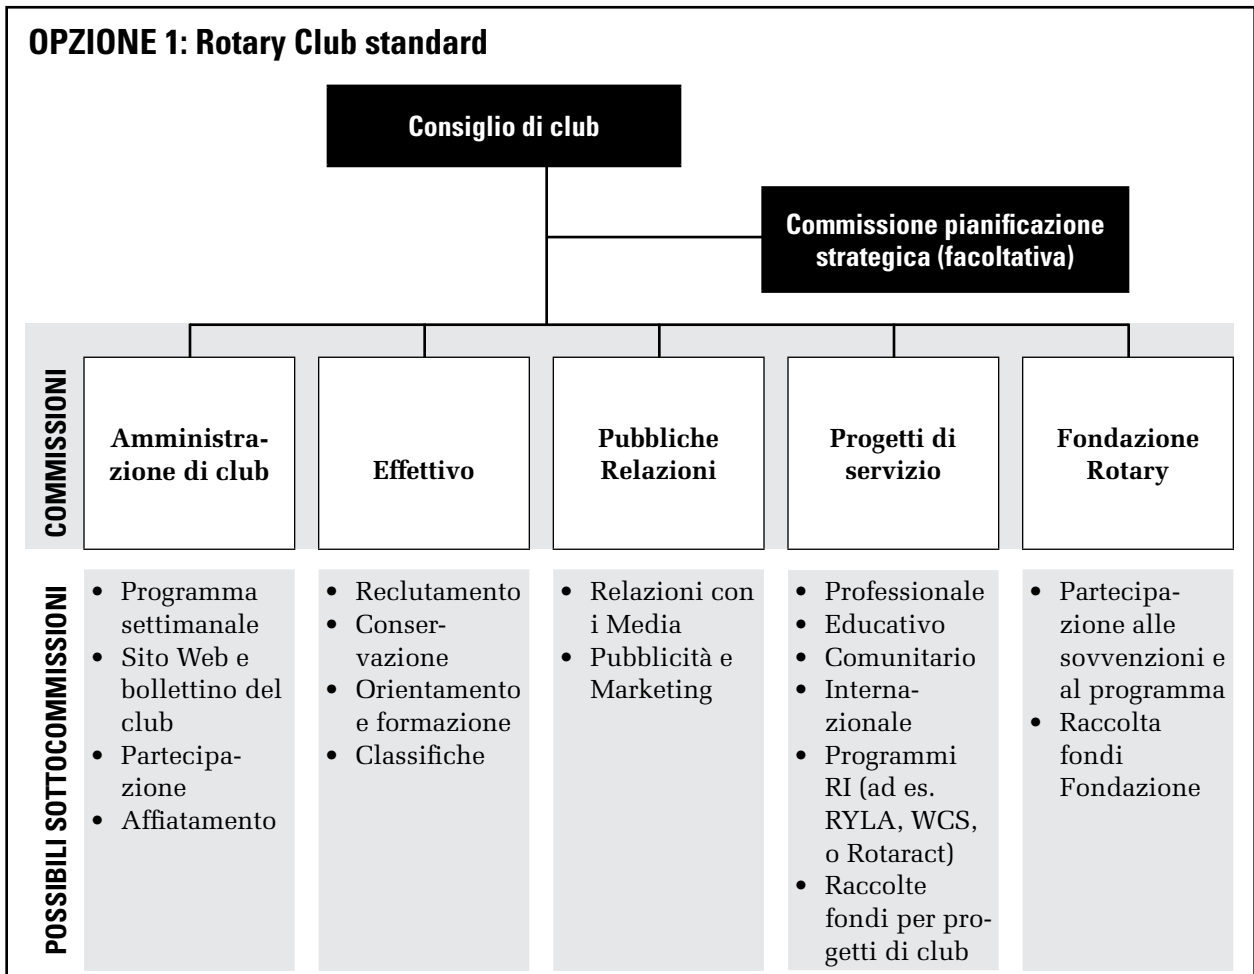 OPZIONE 1: Rotary Club standard
Consiglio di club
Commissione pianificazione
strategica (facoltativa)
COMMISSIONI
Amministra-
zione di club
Effettivo
Pubbliche
Relazioni
Progetti di
servizio
Fondazione
Rotary
POSSIBILI SOTTOCOMMISSIONI
• Programma
settimanale
• Sito Web e
bollettino del
club
• Partecipa-
zione
• Affiatamento
• Reclutamento
• Conser-
vazione
• Orientamento
e formazione
• Classifiche
• Relazioni con
i Media
• Pubblicità e
Marketing
• Professionale
• Educativo
• Comunitario
• Interna-
zionale
• Programmi
RI (ad es.
RYLA, WCS,
o Rotaract)
• Raccolte
fondi per pro-
getti di club
• Partecipa-
zione alle
sovvenzioni e
al programma
• Raccolta
fondi
Fondazione